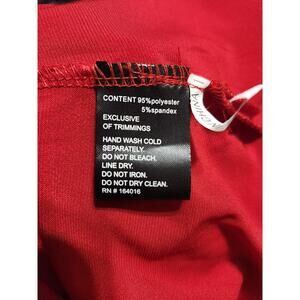 CONTENT 95%polyester
5%spandex
EXCLUSIVE
OF TRIMMINGS
HAND WASH COLD
SEPARATELY.
DO NOT BLEACH.
LINE DRY.
DO NOT IRON.
DO NOT DRY CLEAN.
RN # 164016